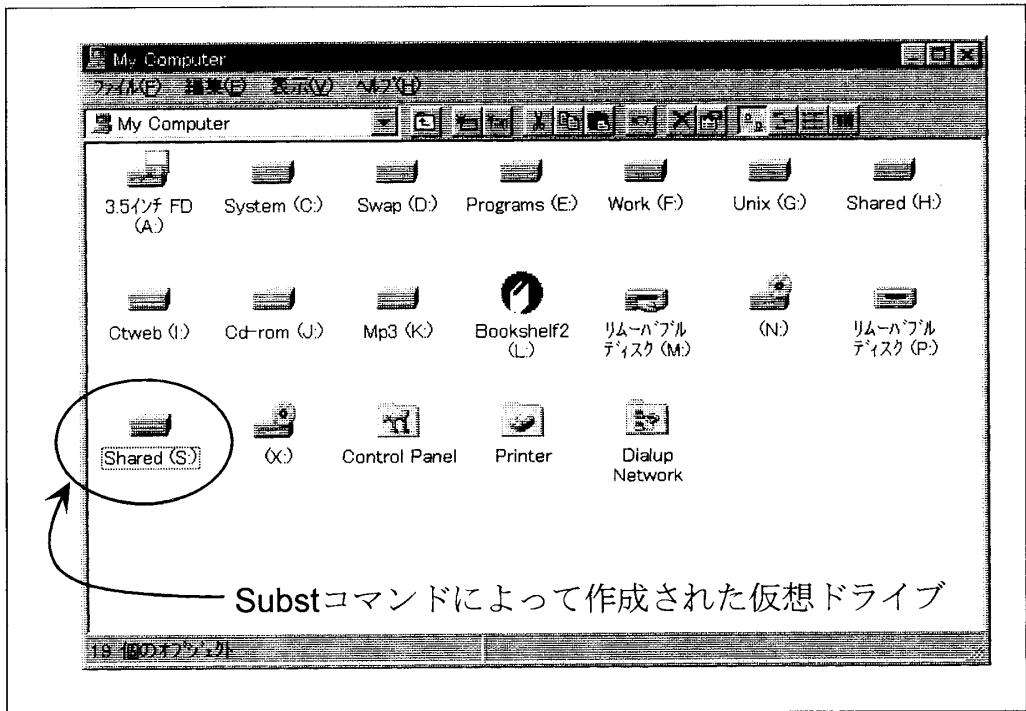 My Computer
ファイル(F) 編集(E) 表示(V) ヘルプ(H)
My Computer
3.5インチ FD (A:)
System (C:)
Swap (D:)
Programs (E:)
Work (F:)
Unix (G:)
Shared (H:)
Ctweb (I:)
Cd-rom (J:)
Mp3 (K:)
Bookshelf2 (L:)
リムーバブル ディスク (M:)
(N:)
リムーバブル ディスク (P:)
Shared (S:)
(X:)
Control Panel
Printer
Dialup Network
Substコマンドによって作成された仮想ドライブ
19 個のオブジェクト